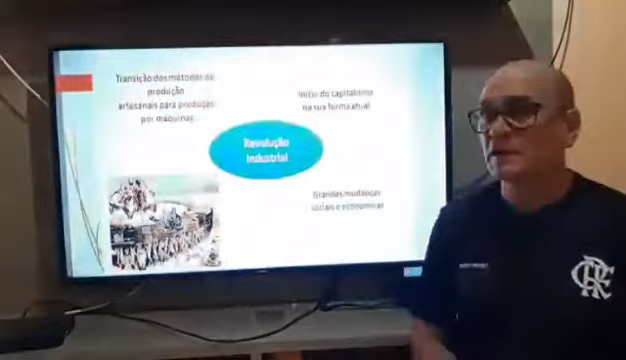 Transição dos métodos de
produção
artesanais para produção
por máquinas
Início do capitalismo
na sua forma atual
Revolução
Industrial
Grandes mudanças
sociais e econômicas